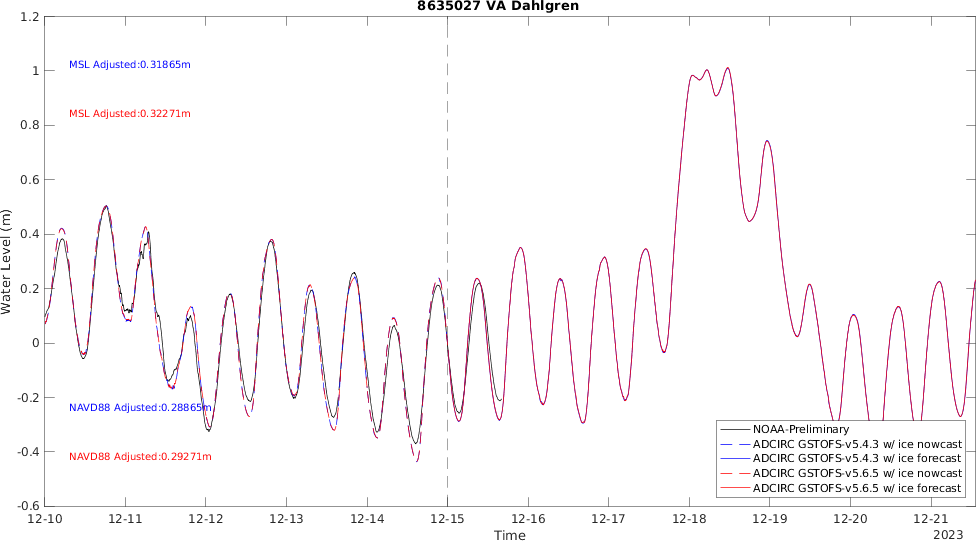 8635027 VA Dahlgren
1.2
1
0.8
0.6
0.4
0.2
0
-0.2
-0.4
-0.6
Water Level (m)
MSL Adjusted:0.31865m
MSL Adjusted:0.32271m
NAVD88 Adjusted:0.28865m
NAVD88 Adjusted:0.29271m
NOAA-Preliminary
ADCIRC GSTOFS-v5.4.3 w/ ice nowcast
ADCIRC GSTOFS-v5.4.3 w/ ice forecast
ADCIRC GSTOFS-v5.6.5 w/ ice nowcast
ADCIRC GSTOFS-v5.6.5 w/ ice forecast
12-10 12-11 12-12 12-13 12-14 12-15 12-16 12-17 12-18 12-19 12-20 12-21
Time
2023